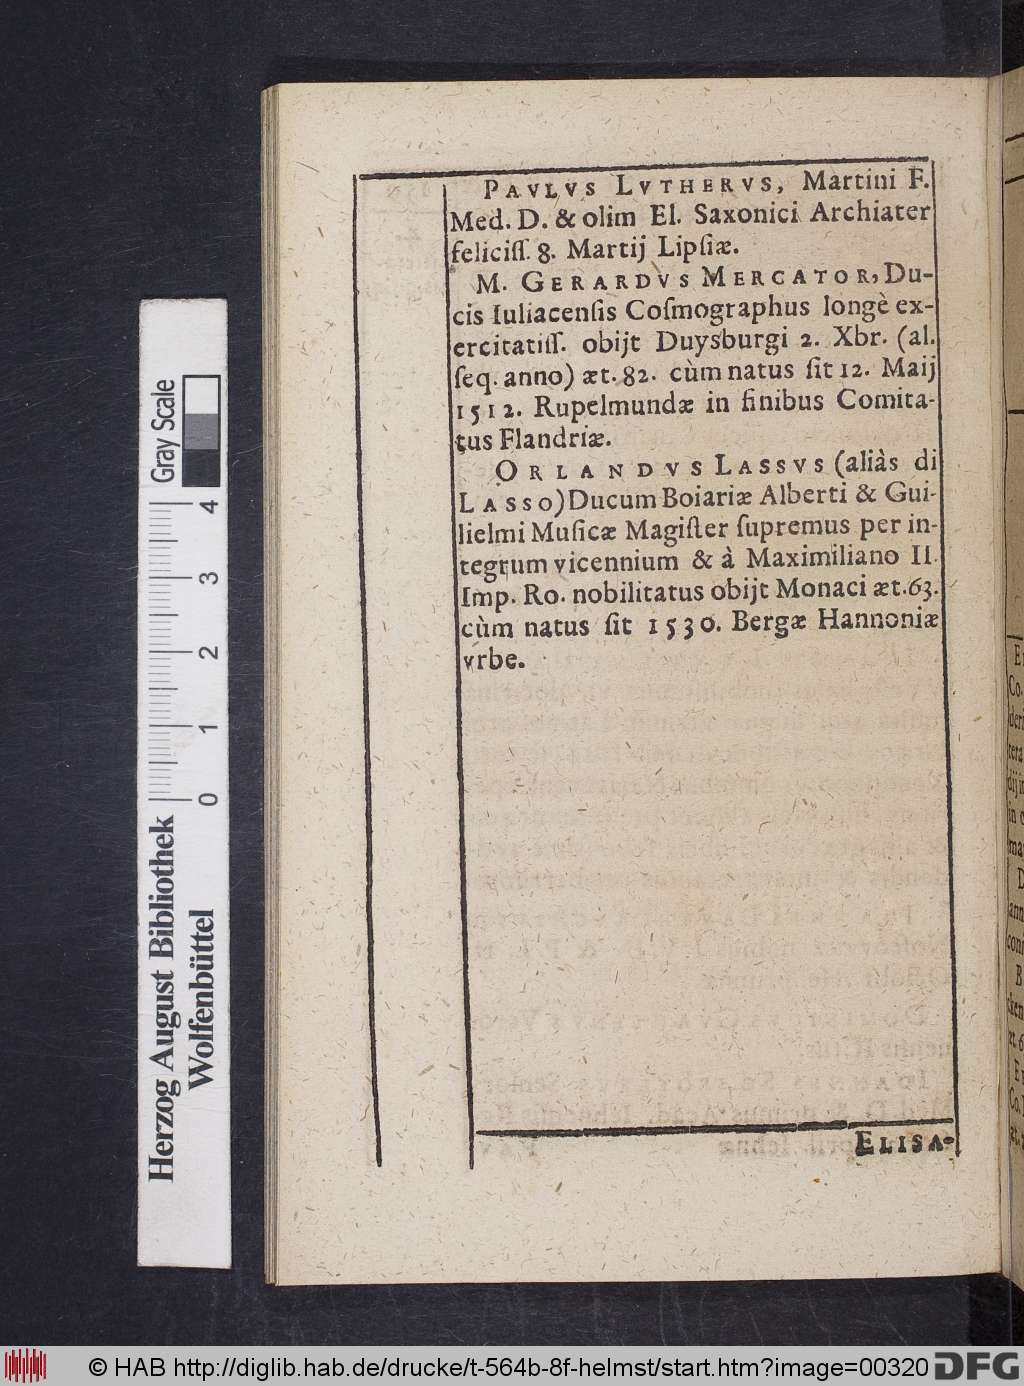 PAVLVS LVTHERVS, Martini F.
Med. D. & olim El. Saxonici Archiater
feliciſſ. 8. Martij Lipſiæ.
M. GERARDVS MERCATOR, Du-
cis Iuliacenſis Coſmographus longè ex-
ercitatiſſ. obijt Duysburgi 2. Xbr. (al.
ſeq. anno) æt. 82. cùm natus ſit 12. Maij
1512. Rupelmundæ in finibus Comita-
tus Flandriæ.
ORLANDVS LASSVS (aliàs di
LASSO) Ducum Boiariæ Alberti & Gui-
lielmi Muſicæ Magiſter ſupremus per in-
tegrum vicennium & à Maximiliano II.
Imp. Ro. nobilitatus obijt Monaci æt. 63.
cùm natus ſit 1530. Bergæ Hannoniæ
vrbe.
ELISA-
Herzog August Bibliothek
Wolfenbüttel
0 1 2 3 4
Gray Scale
© HAB http://diglib.hab.de/drucke/t-564b-8f-helmst/start.htm?image=00320
DFG